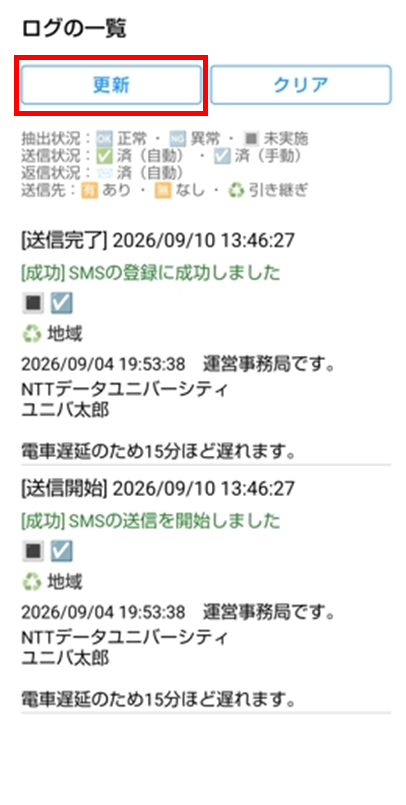 ログの一覧
更新 クリア
抽出状況：🆗 正常 ・ 🆖 異常 ・ 🔳 未実施
送信状況：✅ 済（自動） ・ ☑️ 済（手動）
返信状況：📨 済（自動）
送信先：🈶 あり ・ 🈚 なし ・ ♻️ 引き継ぎ
[送信完了] 2026/09/10 13:46:27
[成功] SMSの登録に成功しました
🔳 ☑️
♻️ 地域
2026/09/04 19:53:38　運営事務局です。
NTTデータユニバーシティ
ユニバ太郎
電車遅延のため15分ほど遅れます。
[送信開始] 2026/09/10 13:46:27
[成功] SMSの送信を開始しました
🔳 ☑️
♻️ 地域
2026/09/04 19:53:38　運営事務局です。
NTTデータユニバーシティ
ユニバ太郎
電車遅延のため15分ほど遅れます。